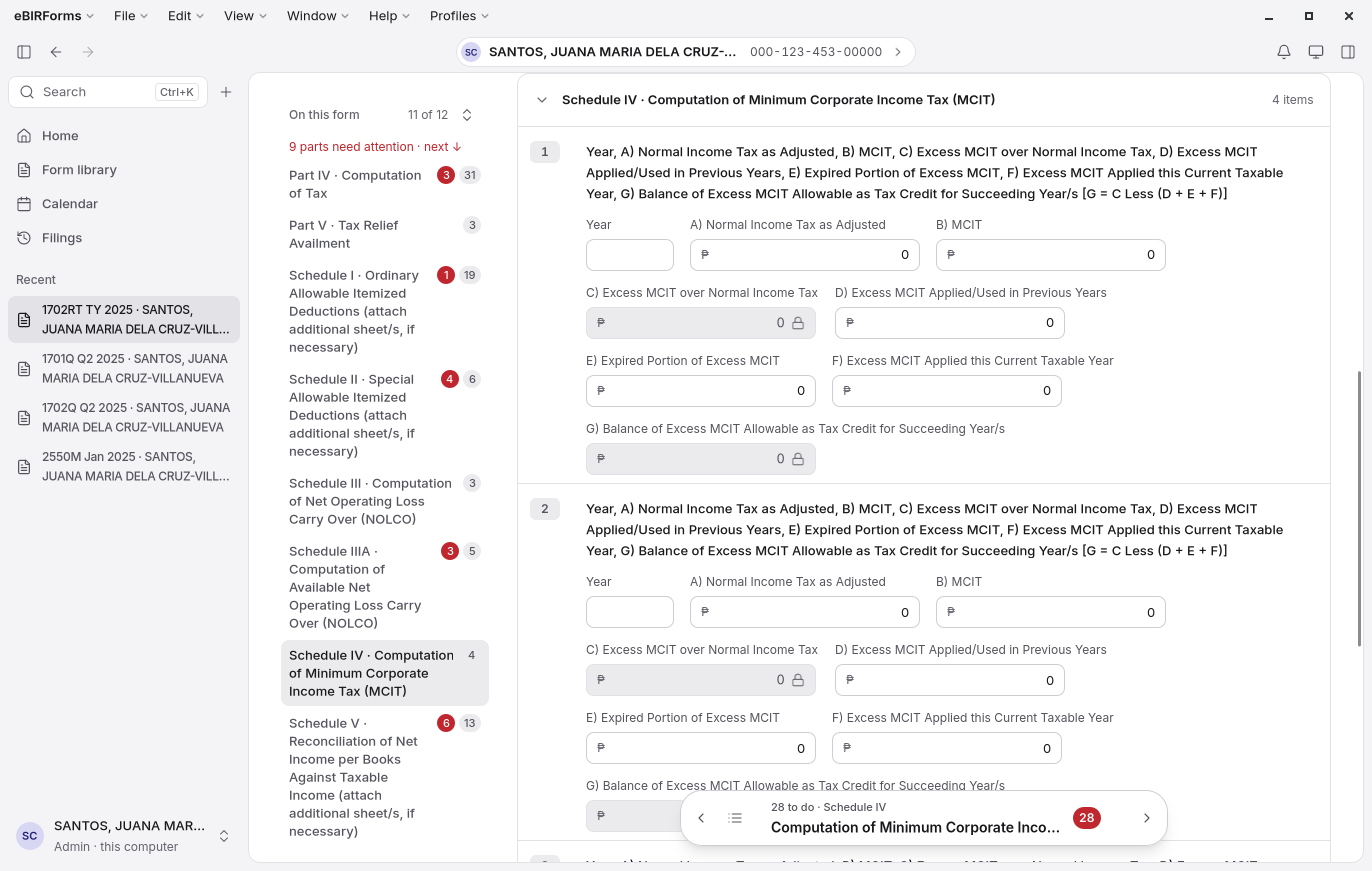 eBIRForms File Edit View Window Help Profiles
SC SANTOS, JUANA MARIA DELA CRUZ-... 000-123-453-00000
Search Ctrl+K
Home
Form library
Calendar
Filings
Recent
1702RT TY 2025 · SANTOS,
JUANA MARIA DELA CRUZ-VILL...
1701Q Q2 2025 · SANTOS, JUANA
MARIA DELA CRUZ-VILLANUEVA
1702Q Q2 2025 · SANTOS, JUANA
MARIA DELA CRUZ-VILLANUEVA
2550M Jan 2025 · SANTOS,
JUANA MARIA DELA CRUZ-VILL...
SC SANTOS, JUANA MAR...
Admin · this computer
On this form 11 of 12
9 parts need attention · next ↓
Part IV · Computation 3 31
of Tax
Part V · Tax Relief 3
Availment
Schedule I · Ordinary 1 19
Allowable Itemized
Deductions (attach
additional sheet/s, if
necessary)
Schedule II · Special 4 6
Allowable Itemized
Deductions (attach
additional sheet/s, if
necessary)
Schedule III · Computation 3
of Net Operating Loss
Carry Over (NOLCO)
Schedule IIIA · 3 5
Computation of
Available Net
Operating Loss Carry
Over (NOLCO)
Schedule IV · Computation 4
of Minimum Corporate
Income Tax (MCIT)
Schedule V · 6 13
Reconciliation of Net
Income per Books
Against Taxable
Income (attach
additional sheet/s, if
necessary)
Schedule IV · Computation of Minimum Corporate Income Tax (MCIT) 4 items
1 Year, A) Normal Income Tax as Adjusted, B) MCIT, C) Excess MCIT over Normal Income Tax, D) Excess MCIT
Applied/Used in Previous Years, E) Expired Portion of Excess MCIT, F) Excess MCIT Applied this Current Taxable
Year, G) Balance of Excess MCIT Allowable as Tax Credit for Succeeding Year/s [G = C Less (D + E + F)]
Year A) Normal Income Tax as Adjusted B) MCIT
₱ 0 ₱ 0
C) Excess MCIT over Normal Income Tax D) Excess MCIT Applied/Used in Previous Years
₱ 0 ₱ 0
E) Expired Portion of Excess MCIT F) Excess MCIT Applied this Current Taxable Year
₱ 0 ₱ 0
G) Balance of Excess MCIT Allowable as Tax Credit for Succeeding Year/s
₱ 0
2 Year, A) Normal Income Tax as Adjusted, B) MCIT, C) Excess MCIT over Normal Income Tax, D) Excess MCIT
Applied/Used in Previous Years, E) Expired Portion of Excess MCIT, F) Excess MCIT Applied this Current Taxable
Year, G) Balance of Excess MCIT Allowable as Tax Credit for Succeeding Year/s [G = C Less (D + E + F)]
Year A) Normal Income Tax as Adjusted B) MCIT
₱ 0 ₱ 0
C) Excess MCIT over Normal Income Tax D) Excess MCIT Applied/Used in Previous Years
₱ 0 ₱ 0
E) Expired Portion of Excess MCIT F) Excess MCIT Applied this Current Taxable Year
₱ 0 ₱ 0
G) Balance of Excess MCIT Allowable as Tax Credit for Succeeding Year/s
₱
28 to do · Schedule IV
Computation of Minimum Corporate Inco... 28